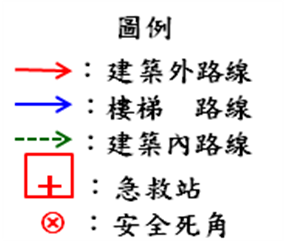 圖例
：建築外路線
：樓梯　路線
：建築內路線
：急救站
：安全死角